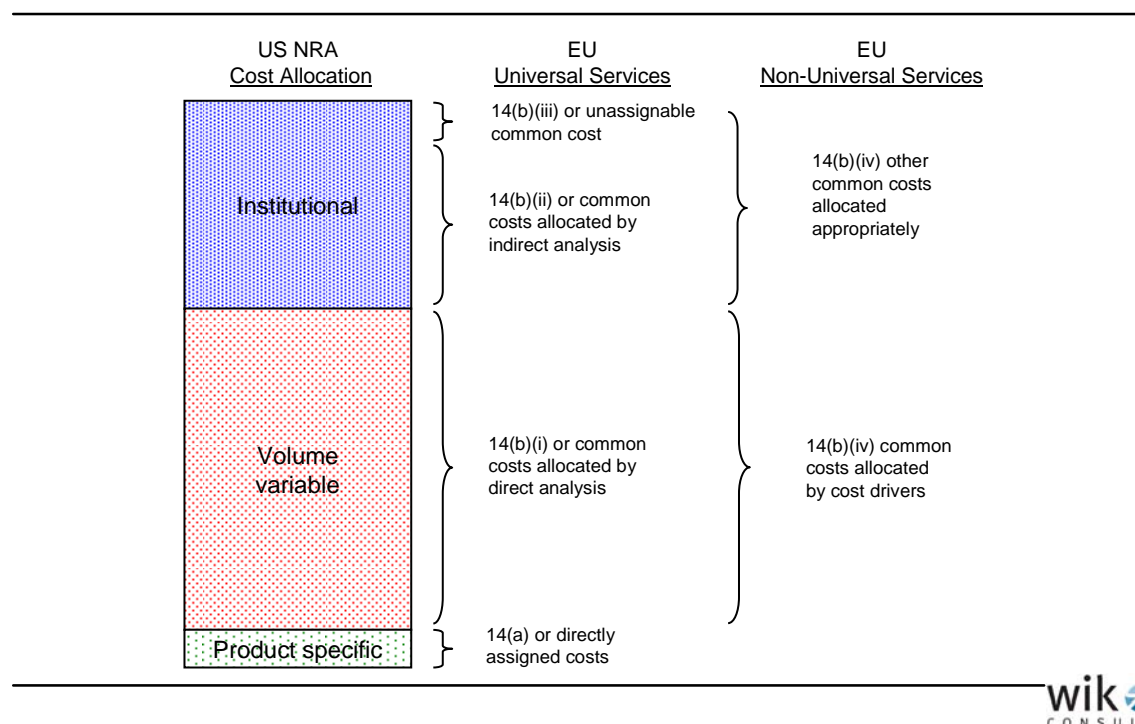 US NRA
Cost Allocation
EU
Universal Services
EU
Non-Universal Services
Institutional
Volume
variable
Product specific
14(b)(iii) or unassignable
common cost
14(b)(ii) or common
costs allocated by
indirect analysis
14(b)(i) or common
costs allocated by
direct analysis
14(a) or directly
assigned costs
14(b)(iv) other
common costs
allocated
appropriately
14(b)(iv) common
costs allocated
by cost drivers
wik